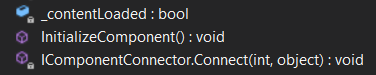 _contentLoaded : bool
InitializeComponent() : void
IComponentConnector.Connect(int, object) : void